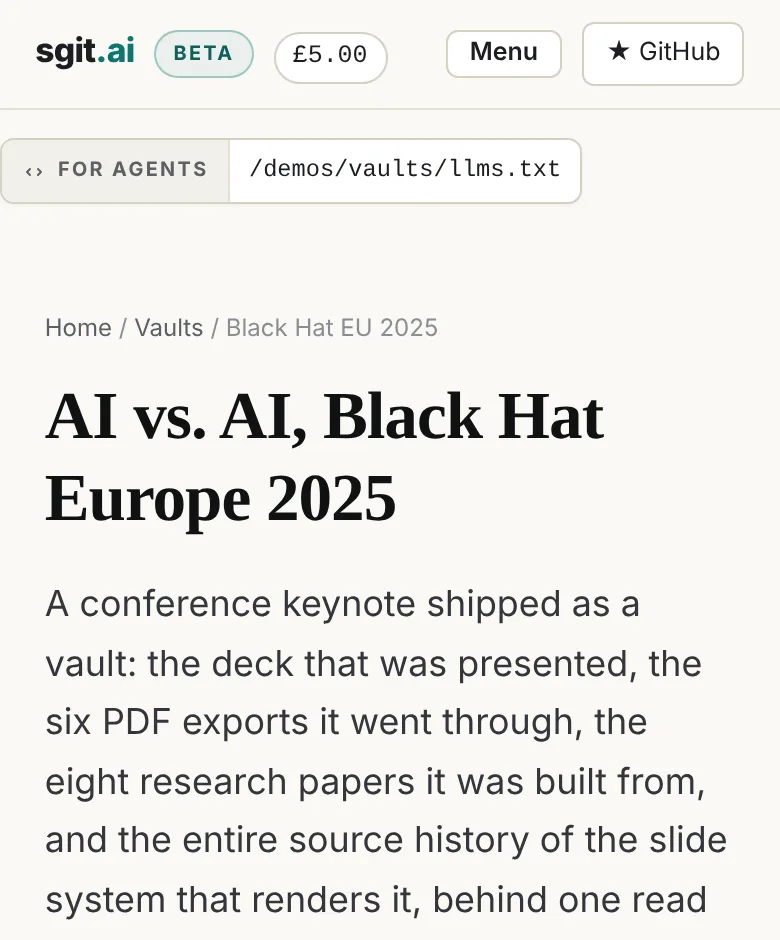 sgit.ai BETA £5.00 Menu ★ GitHub
‹› FOR AGENTS /demos/vaults/llms.txt
Home / Vaults / Black Hat EU 2025
AI vs. AI, Black Hat
Europe 2025
A conference keynote shipped as a
vault: the deck that was presented, the
six PDF exports it went through, the
eight research papers it was built from,
and the entire source history of the slide
system that renders it, behind one read